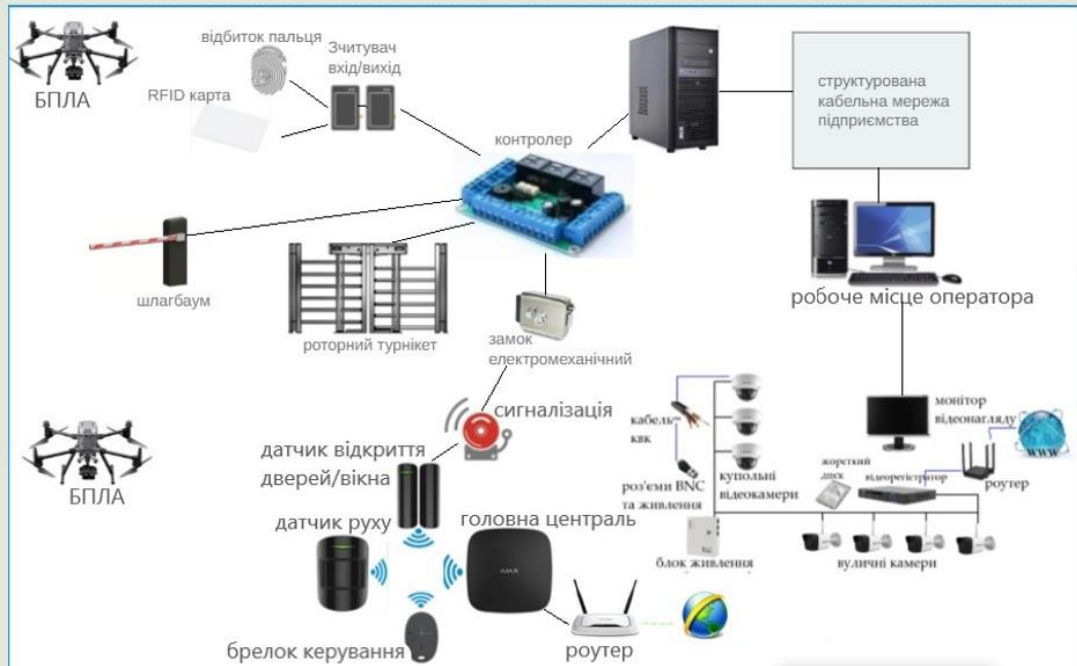 БПЛА
відбиток пальця
Зчитувач
вхід/вихід
RFID карта
контролер
структурована
кабельна мережа
підприємства
шлагбаум
роторний турнікет
замок
електромеханічний
робоче місце оператора
БПЛА
сигналізація
датчик відкриття
дверей/вікна
датчик руху
головна централь
AJAX
брелок керування
роутер
кабель
квк
роз'єми BNC
та живлення
купольні
відеокамери
блок живлення
монітор
відеонагляду
www
роутер
жорсткий
диск
відеорегістратор
вуличні камери